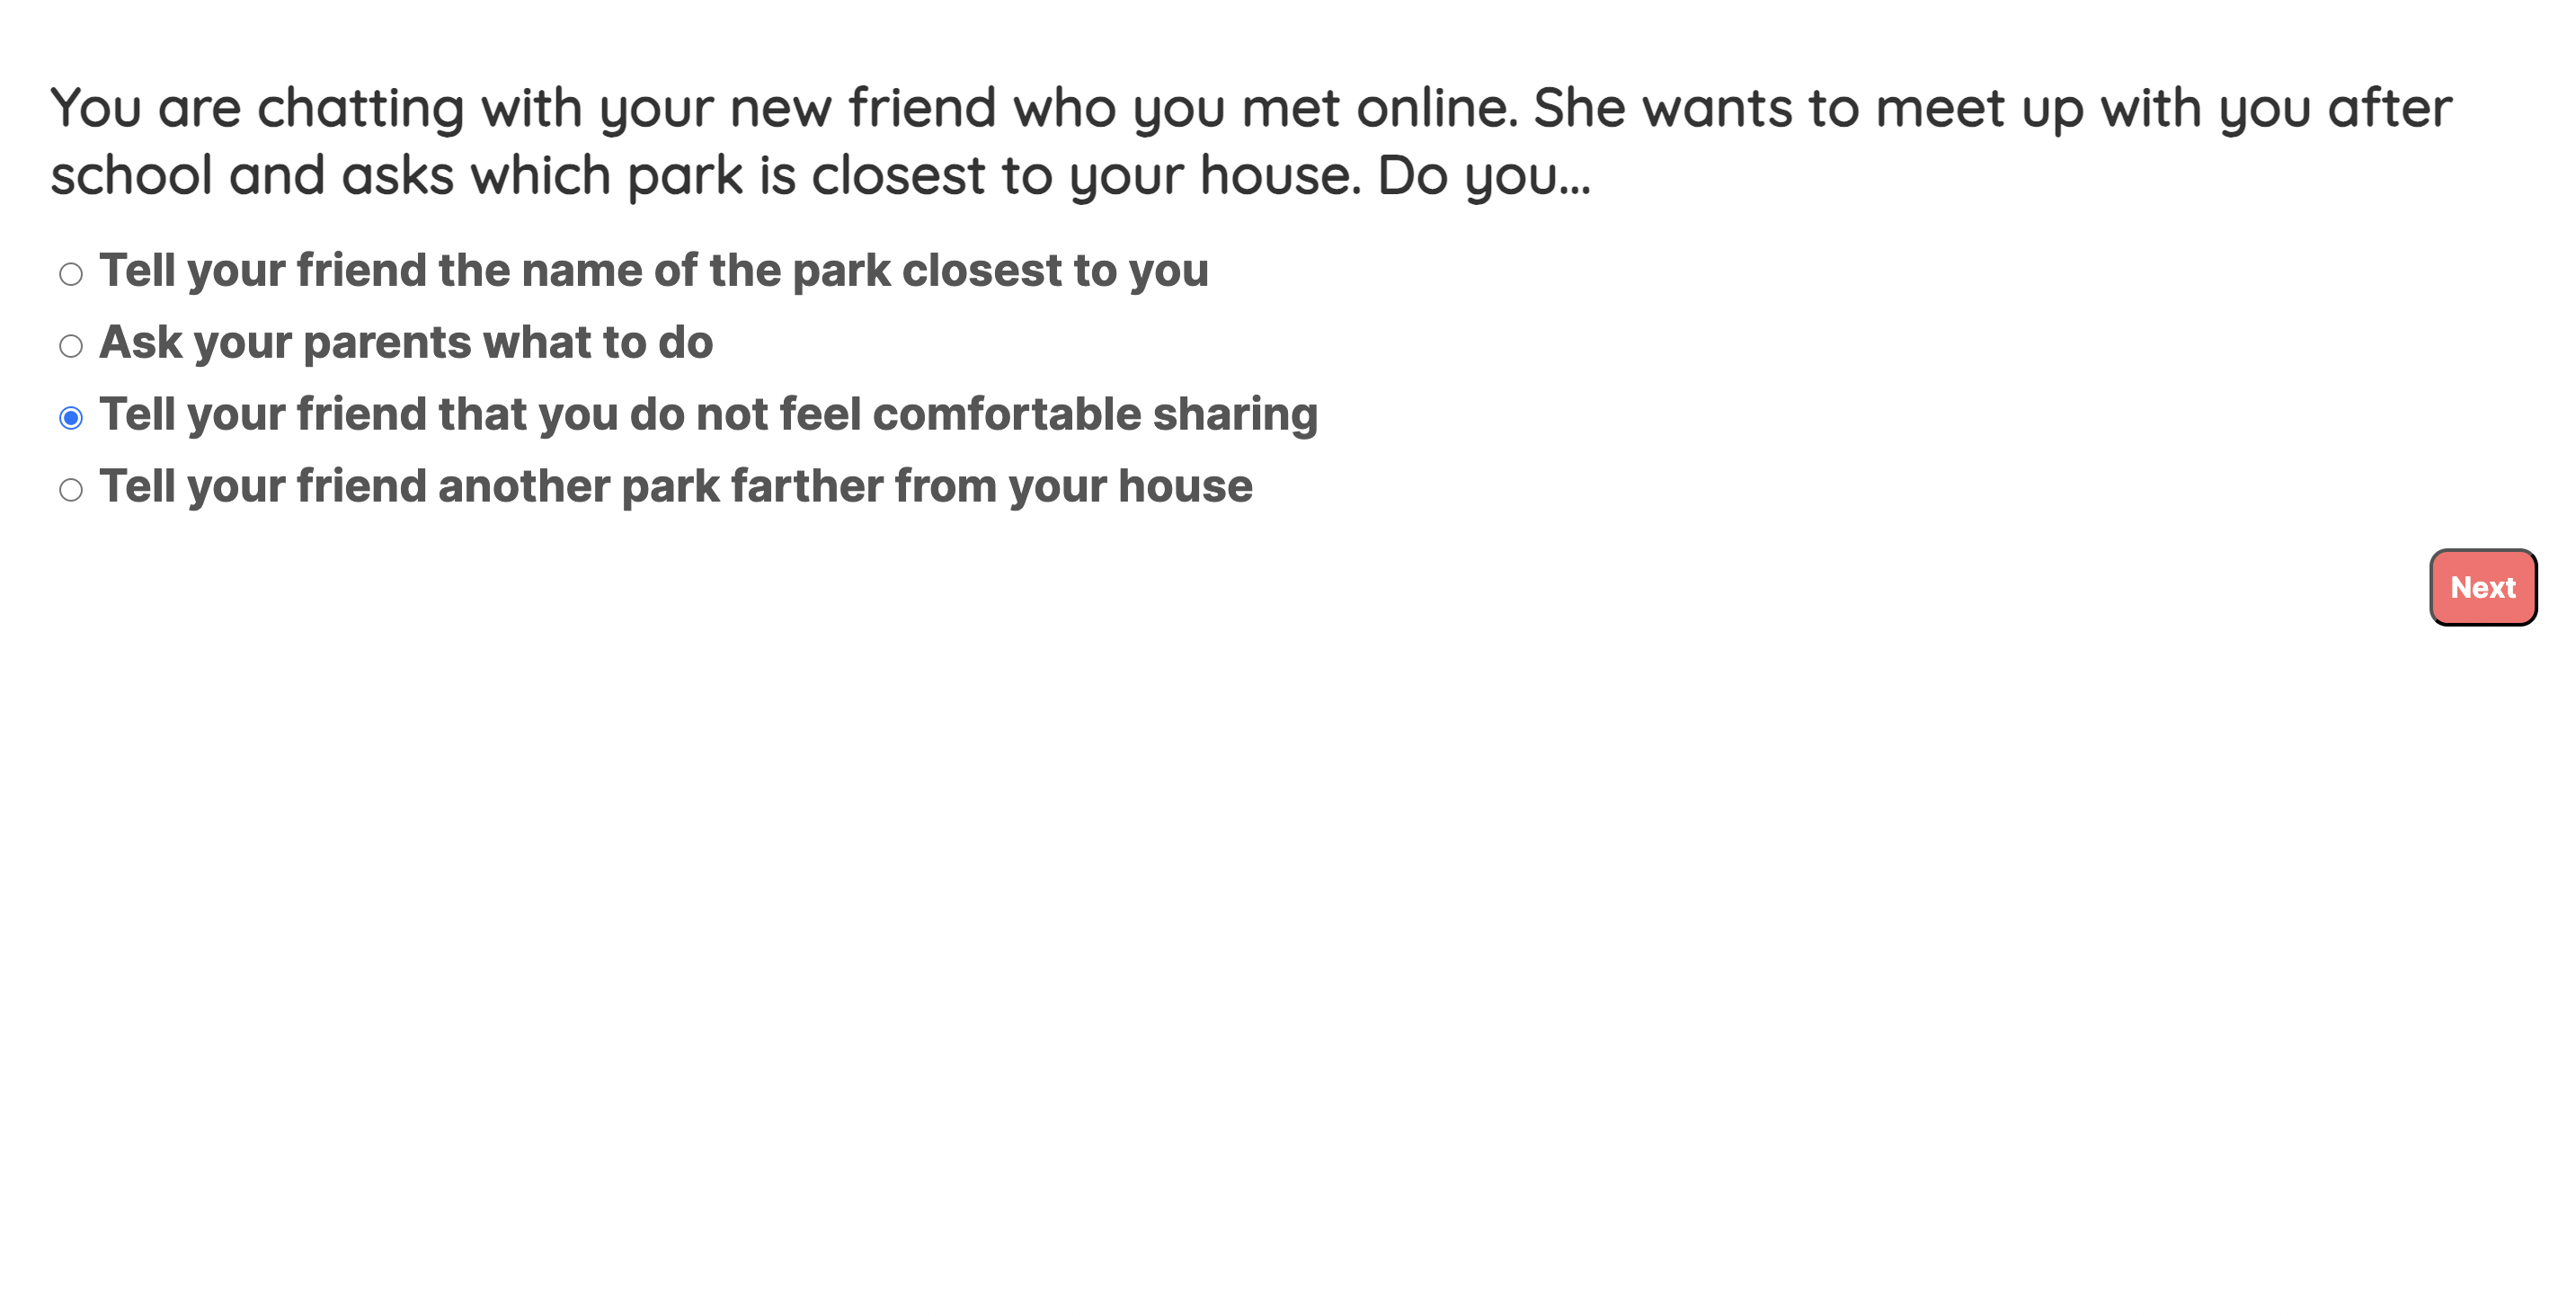 You are chatting with your new friend who you met online. She wants to meet up with you after
school and asks which park is closest to your house. Do you...
Tell your friend the name of the park closest to you
Ask your parents what to do
Tell your friend that you do not feel comfortable sharing
Tell your friend another park farther from your house
Next